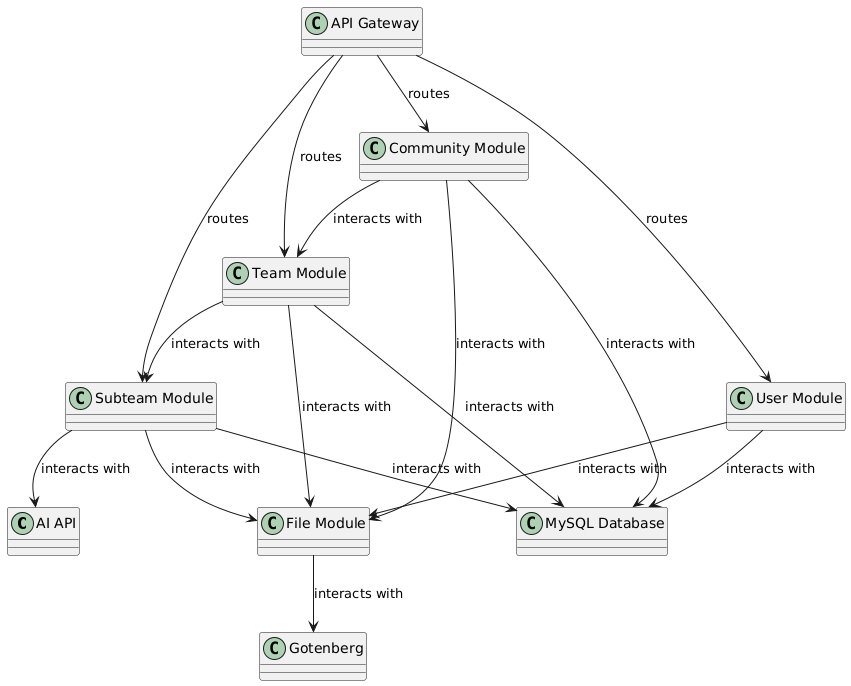 C API Gateway
routes
C Community Module
routes
routes
interacts with
routes
C Team Module
interacts with
interacts with
interacts with
C Subteam Module
C User Module
interacts with
interacts with
interacts with
interacts with
interacts with
interacts with
interacts with
C AI API
C File Module
C MySQL Database
interacts with
C Gotenberg